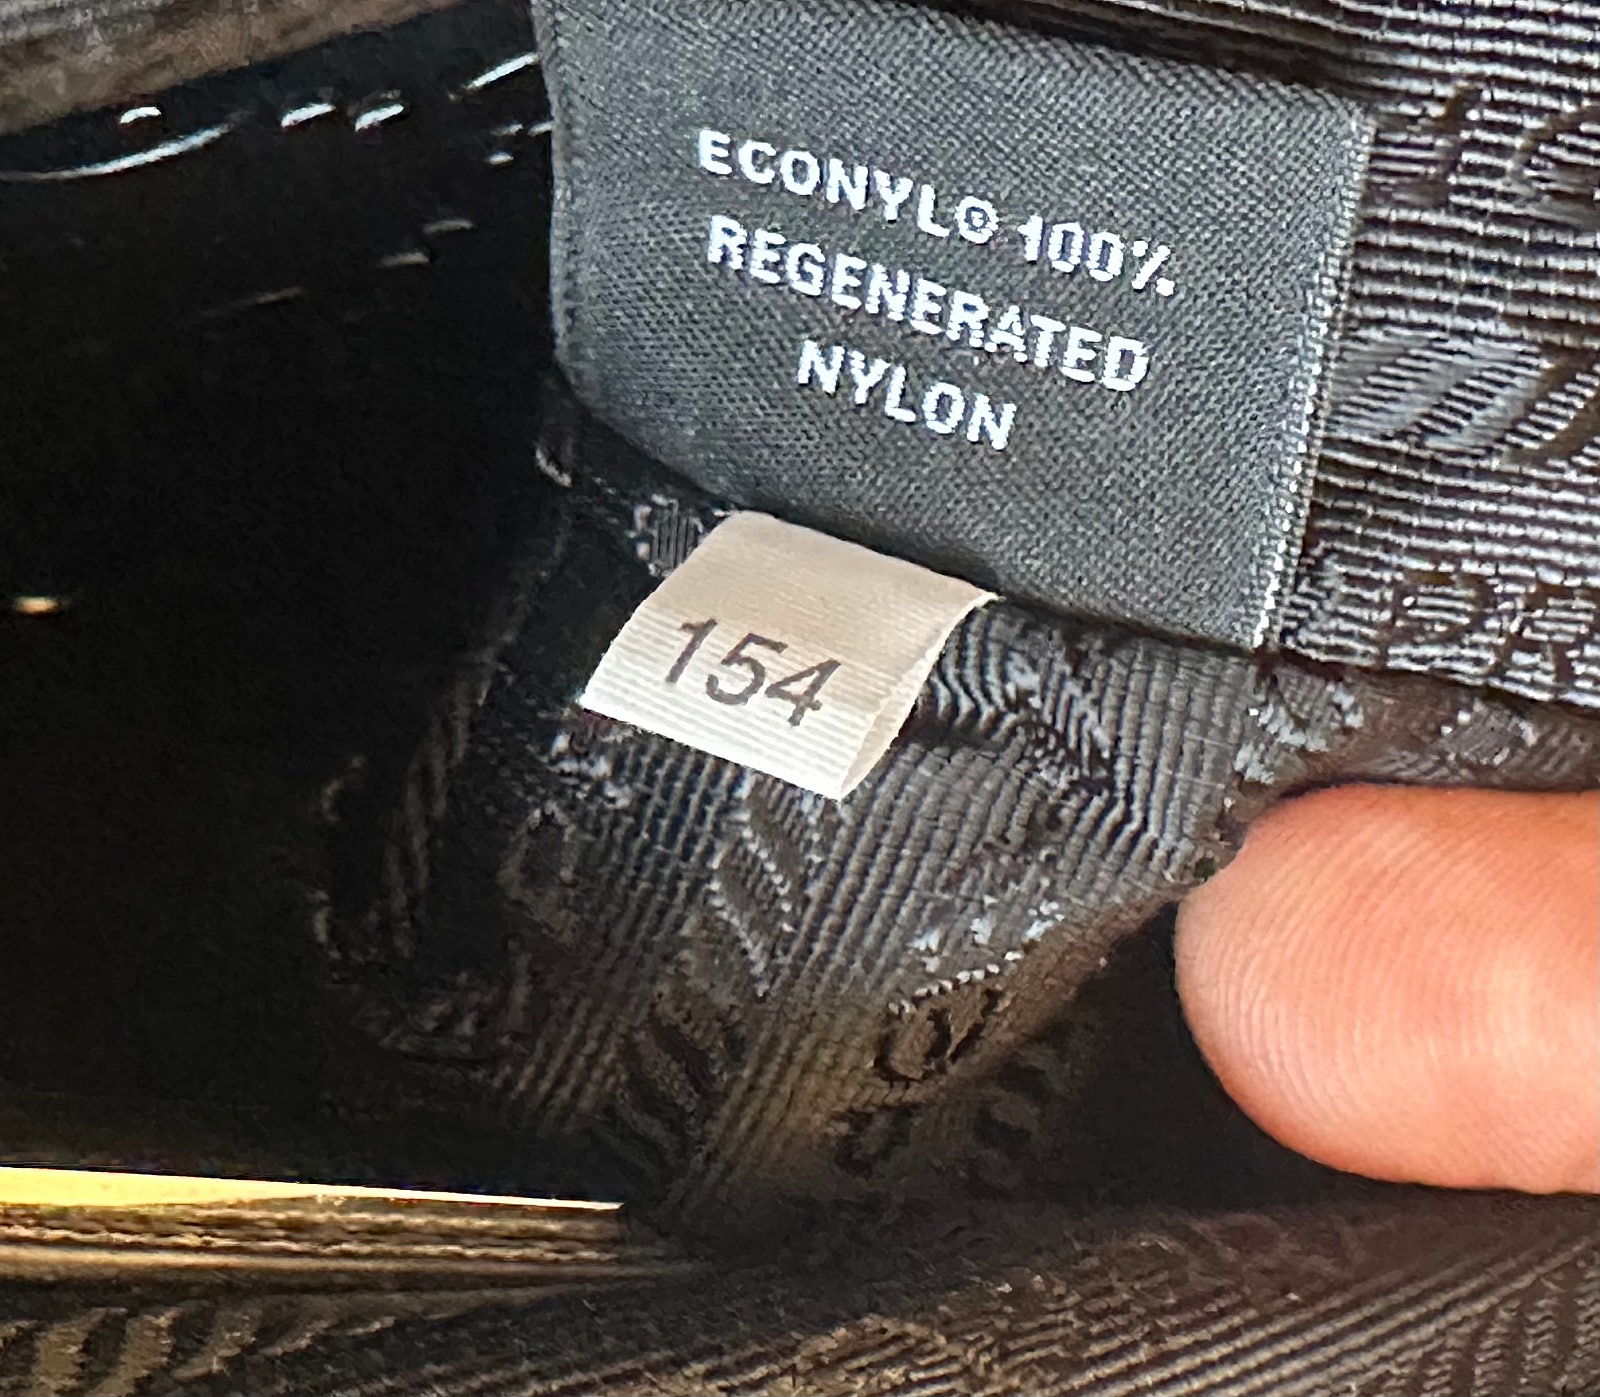 ECONYL® 100%
REGENERATED
NYLON
154